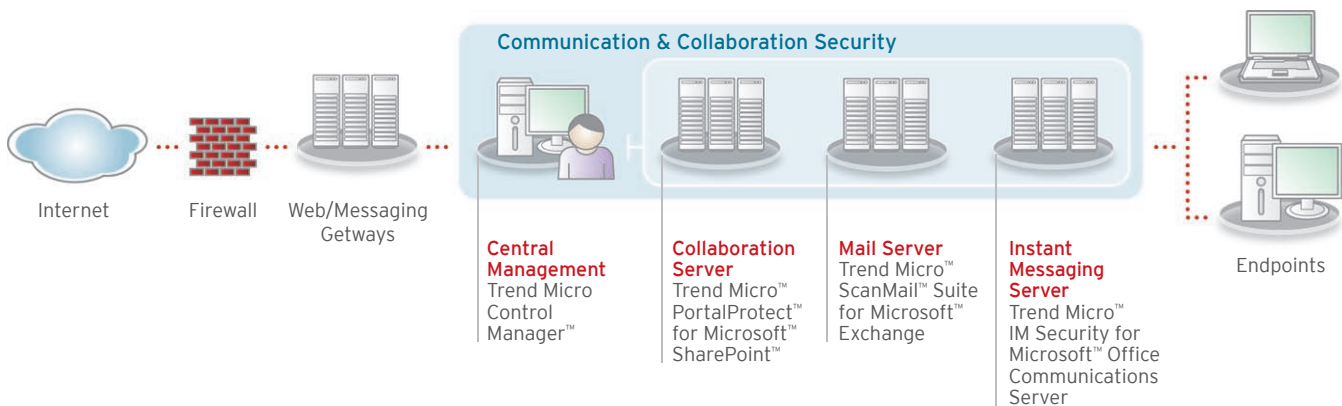 Communication & Collaboration Security
Internet
Firewall
Web/Messaging
Getways
Central
Management
Trend Micro
Control
Manager™
Collaboration
Server
Trend Micro™
PortalProtect™
for Microsoft™
SharePoint™
Mail Server
Trend Micro™
ScanMail™ Suite
for Microsoft™
Exchange
Instant
Messaging
Server
Trend Micro™
IM Security for
Microsoft™ Office
Communications
Server
Endpoints